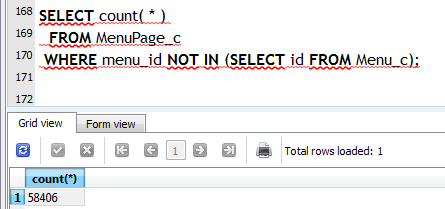 168 SELECT count( * )
169 FROM MenuPage_c
170 WHERE menu_id NOT IN (SELECT id FROM Menu_c);
171
172
Grid view Form view
1 Total rows loaded: 1
count(*)
1 58406